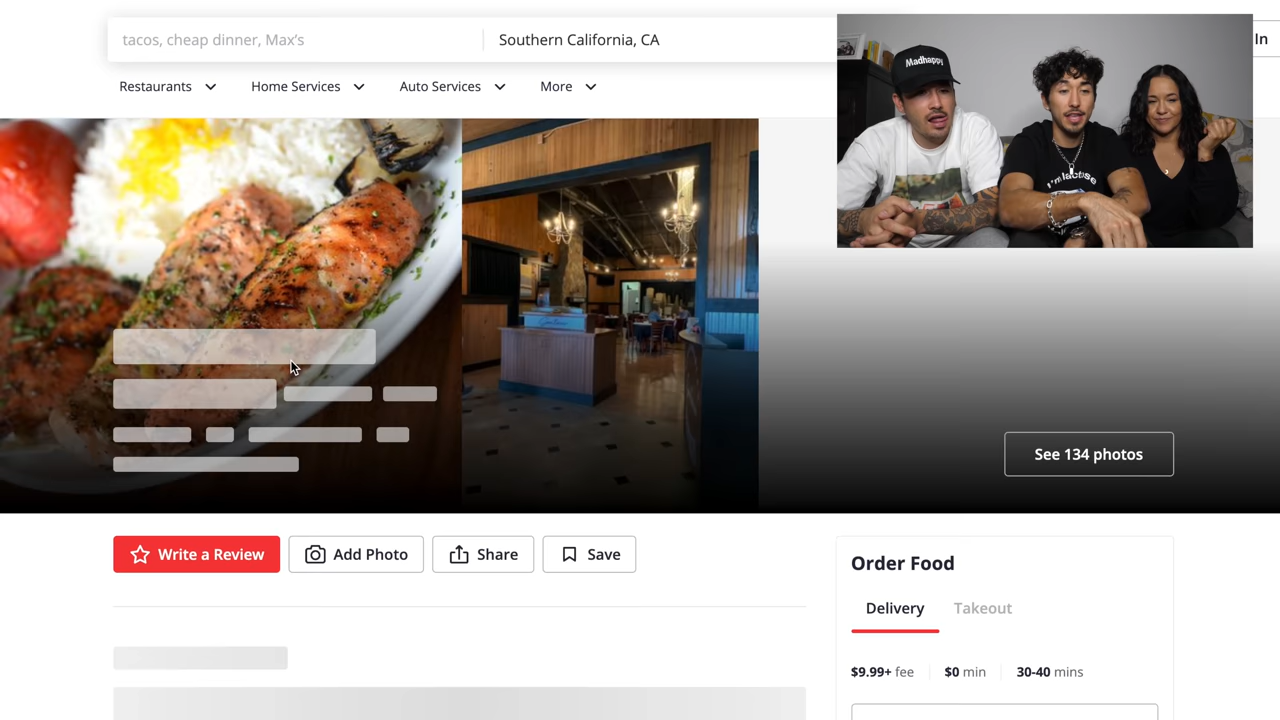 tacos, cheap dinner, Max's
Southern California, CA
In
Restaurants
Home Services
Auto Services
More
Madhappy
I'm lactose
See 134 photos
Write a Review
Add Photo
Share
Save
Order Food
Delivery
Takeout
$9.99+ fee
$0 min
30-40 mins